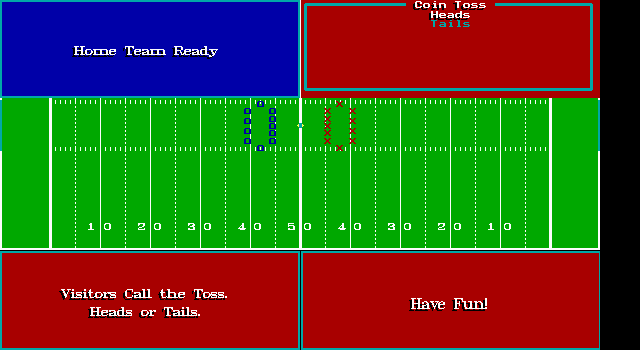 Home Team Ready
Coin Toss
Heads
Tails
10 20 30 40 50 40 30 20 10
Visitors Call the Toss.
Heads or Tails.
Have Fun!